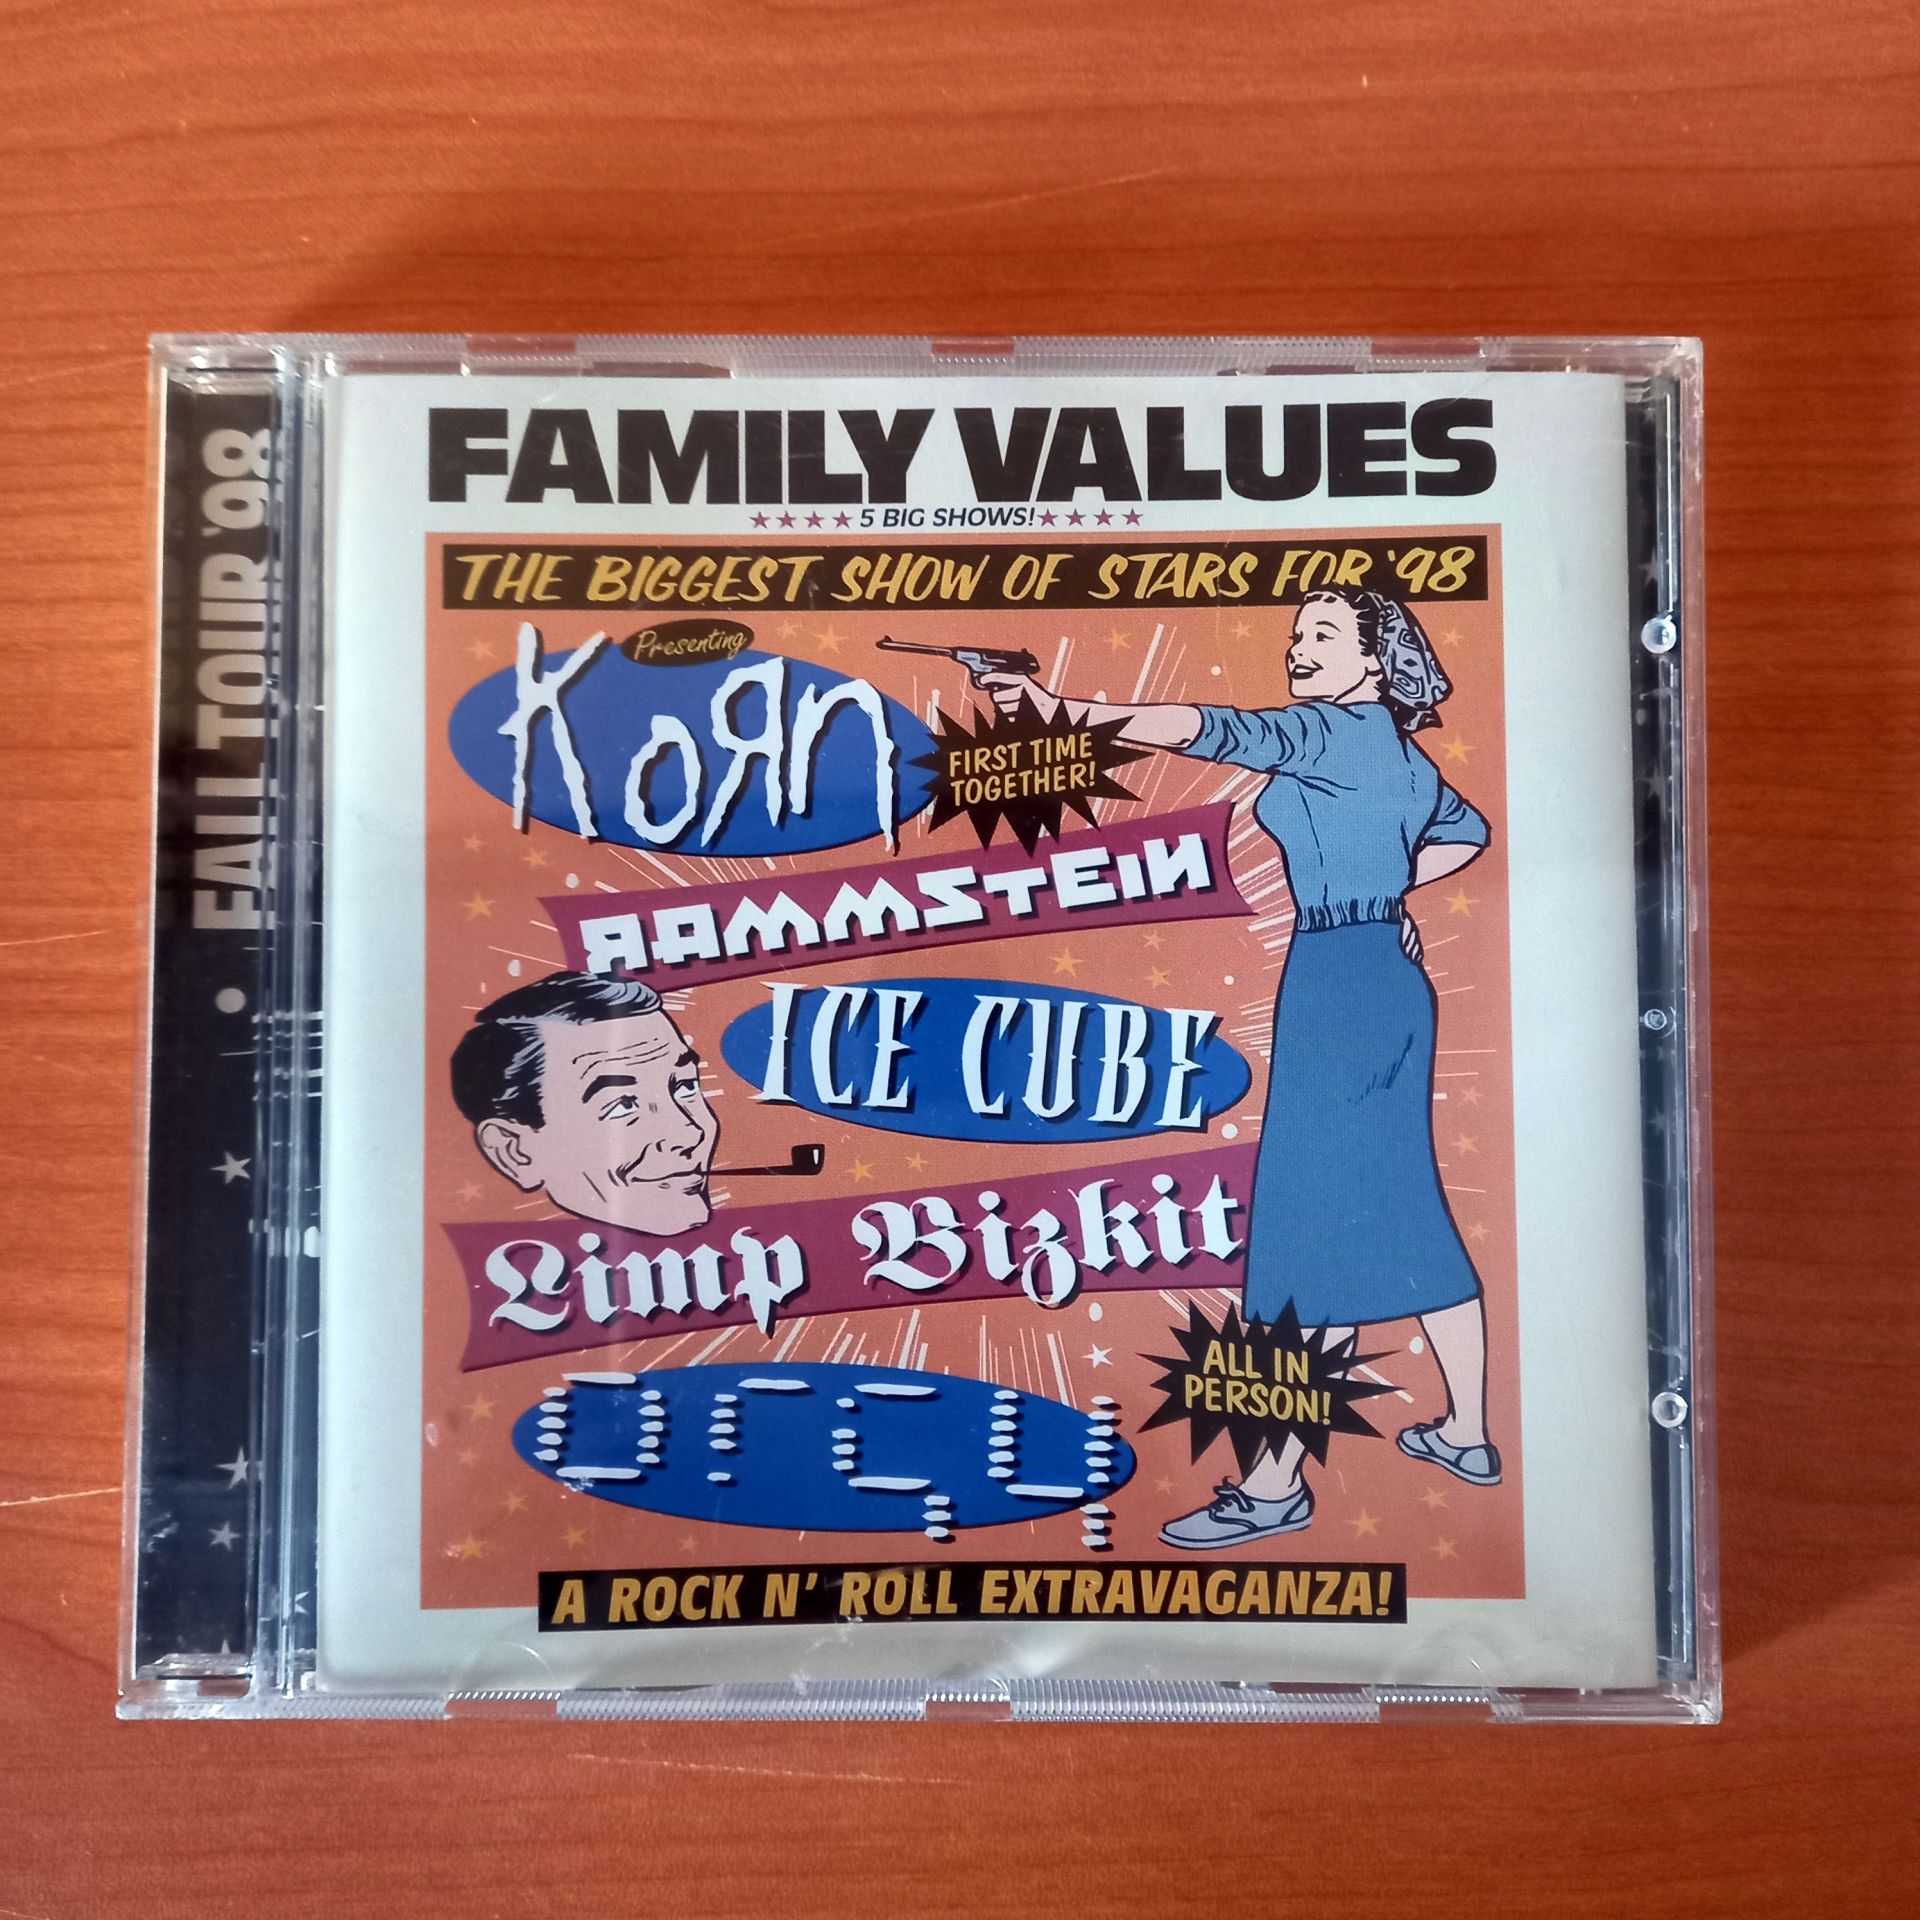 FAMILY VALUES
★★★★5 BIG SHOWS!★★★★
THE BIGGEST SHOW OF STARS FOR '98
Presenting
KoЯn
FIRST TIME
TOGETHER!
RAMMSTEIN
ICE CUBE
Limp Bizkit
orgy
ALL IN
PERSON!
A ROCK N' ROLL EXTRAVAGANZA!
• FALL TOUR '98